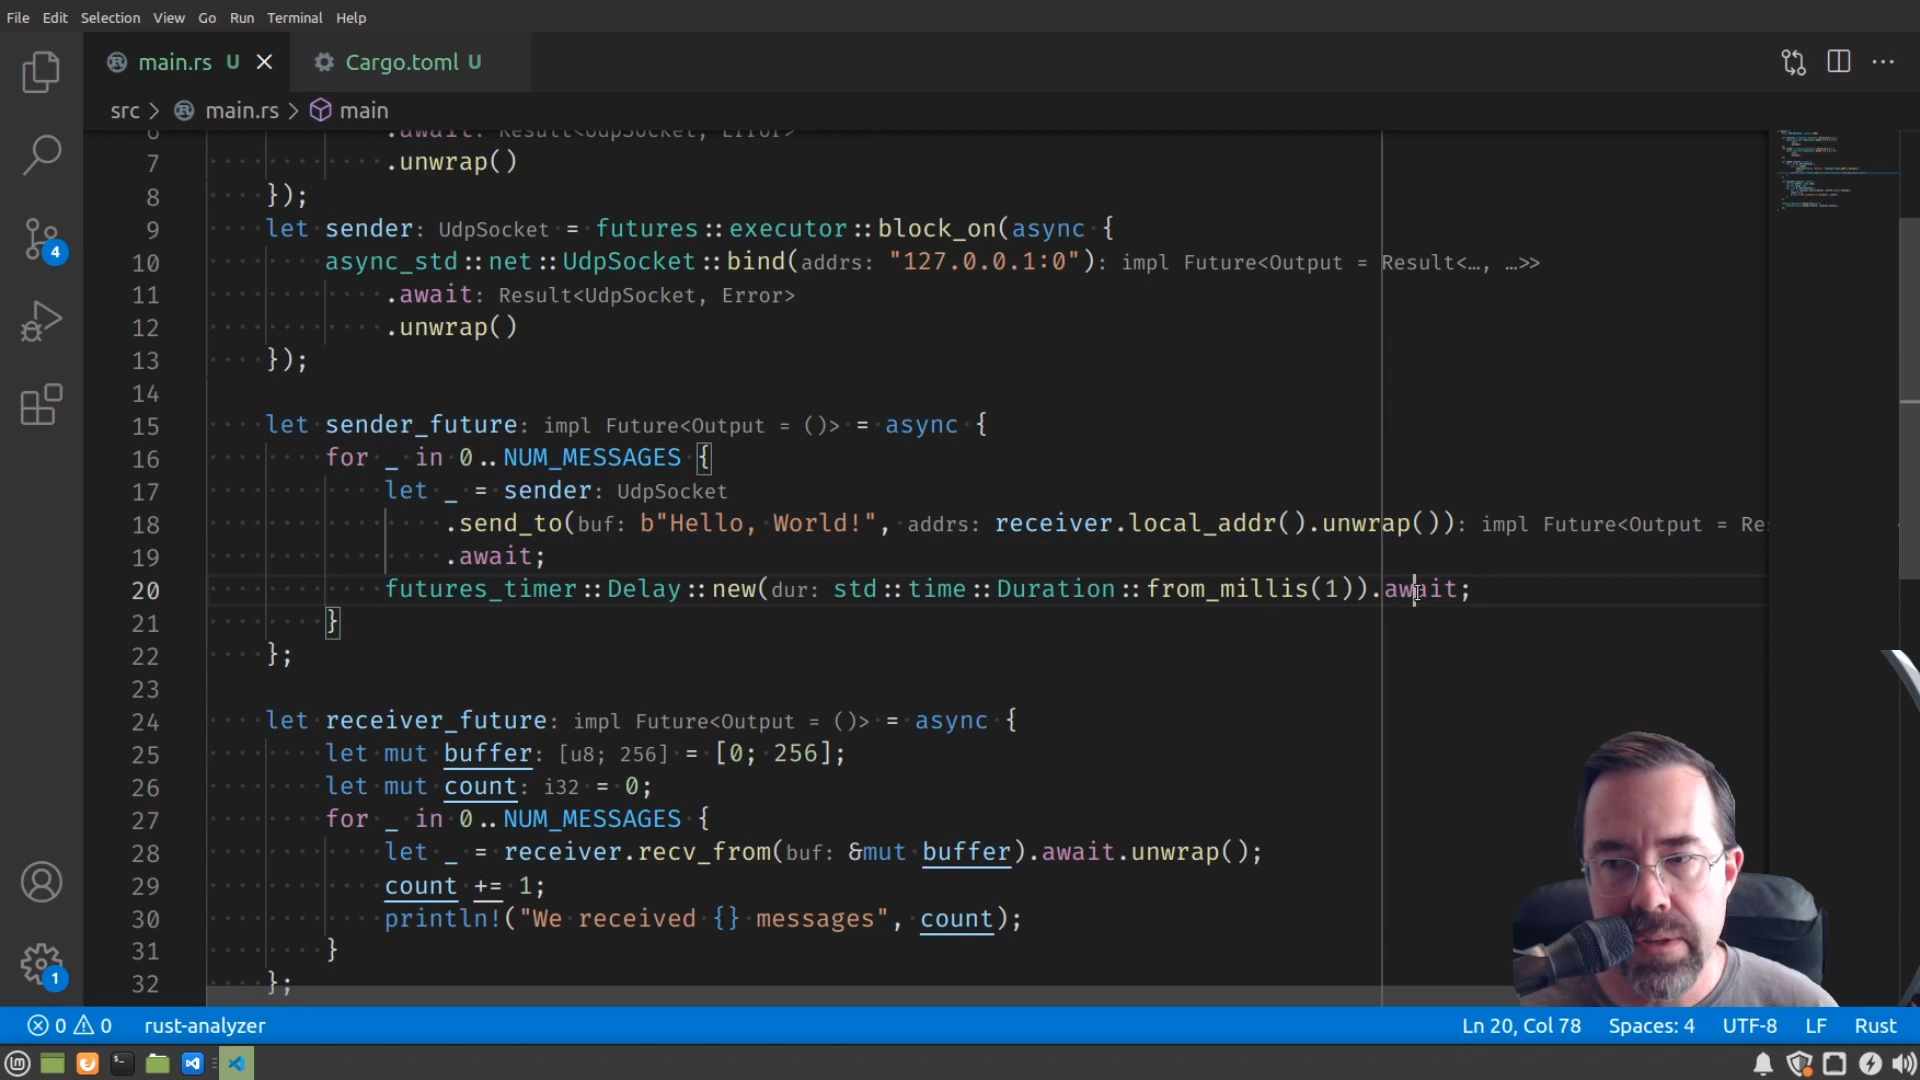 File Edit Selection View Go Run Terminal Help
main.rs U Cargo.toml U
src > main.rs > main
6 .await: Result<UdpSocket, Error>
7 .unwrap()
8 });
9 let sender: UdpSocket = futures::executor::block_on(async {
10 async_std::net::UdpSocket::bind(addrs: "127.0.0.1:0"): impl Future<Output = Result<…, …>>
11 .await: Result<UdpSocket, Error>
12 .unwrap()
13 });
14
15 let sender_future: impl Future<Output = ()> = async {
16 for _ in 0..NUM_MESSAGES {
17 let _ = sender: UdpSocket
18 .send_to(buf: b"Hello, World!", addrs: receiver.local_addr().unwrap()): impl Future<Output = Re
19 .await;
20 futures_timer::Delay::new(dur: std::time::Duration::from_millis(1)).await;
21 }
22 };
23
24 let receiver_future: impl Future<Output = ()> = async {
25 let mut buffer: [u8; 256] = [0; 256];
26 let mut count: i32 = 0;
27 for _ in 0..NUM_MESSAGES {
28 let _ = receiver.recv_from(buf: &mut buffer).await.unwrap();
29 count += 1;
30 println!("We received {} messages", count);
31 }
32 };
4
1
0 0 rust-analyzer Ln 20, Col 78 Spaces: 4 UTF-8 LF Rust